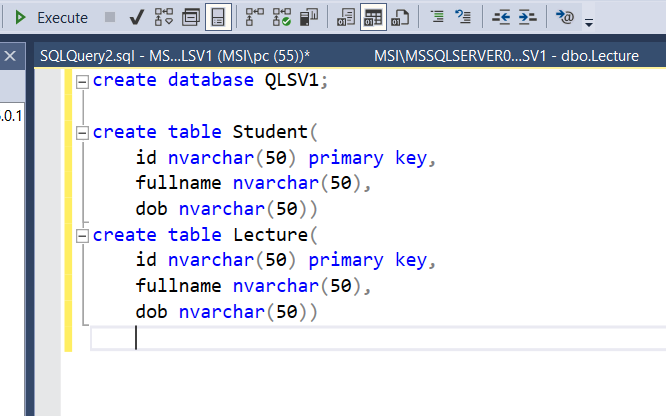 Execute
SQLQuery2.sql - MS...LSV1 (MSI\pc (55))*
MSI\MSSQLSERVER0...SV1 - dbo.Lecture
.0.1
create database QLSV1;
create table Student(
id nvarchar(50) primary key,
fullname nvarchar(50),
dob nvarchar(50))
create table Lecture(
id nvarchar(50) primary key,
fullname nvarchar(50),
dob nvarchar(50))